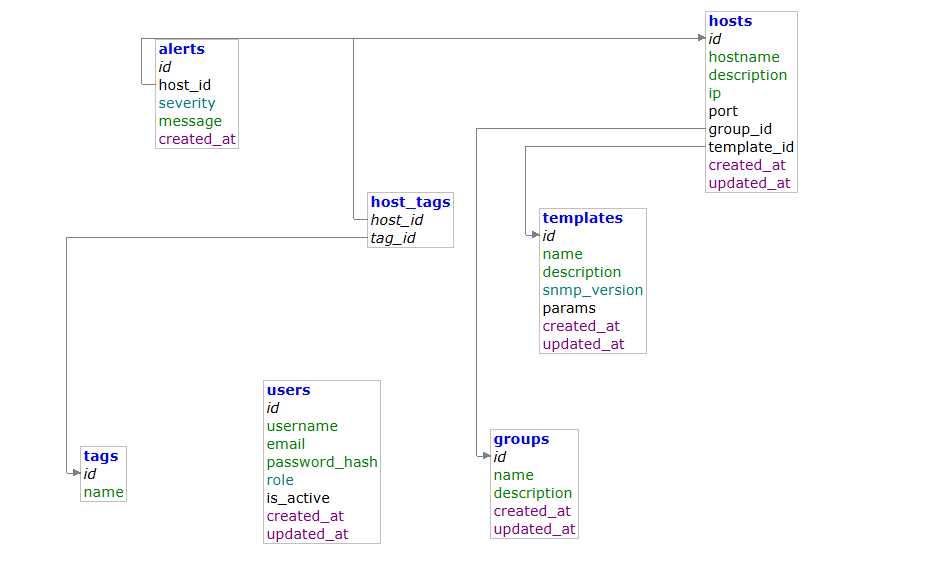 hosts
id
hostname
description
ip
port
group_id
template_id
created_at
updated_at
alerts
id
host_id
severity
message
created_at
host_tags
host_id
tag_id
templates
id
name
description
snmp_version
params
created_at
updated_at
users
id
username
email
password_hash
role
is_active
created_at
updated_at
groups
id
name
description
created_at
updated_at
tags
id
name